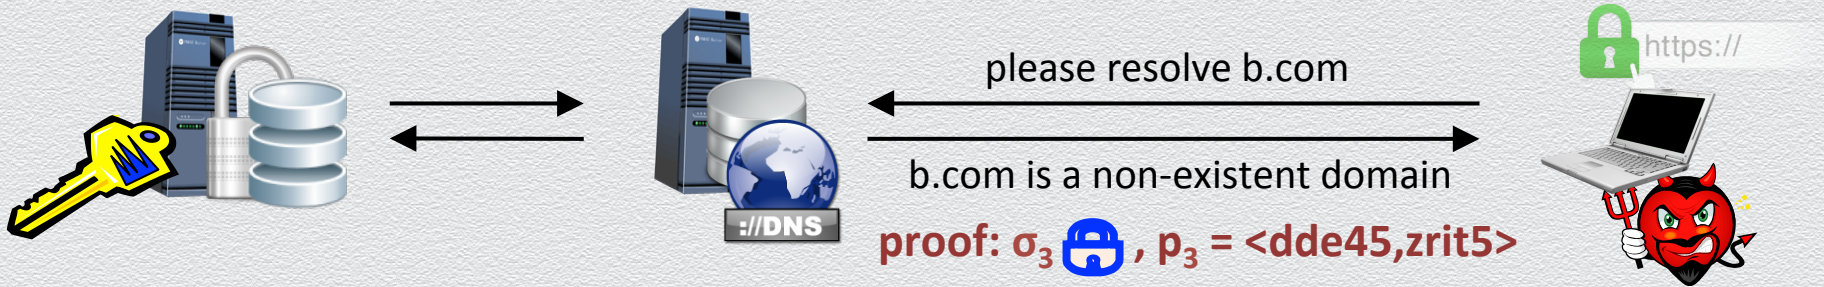 https://
please resolve b.com
b.com is a non-existent domain
://DNS
proof: σ3 , p3 = <dde45,zrit5>